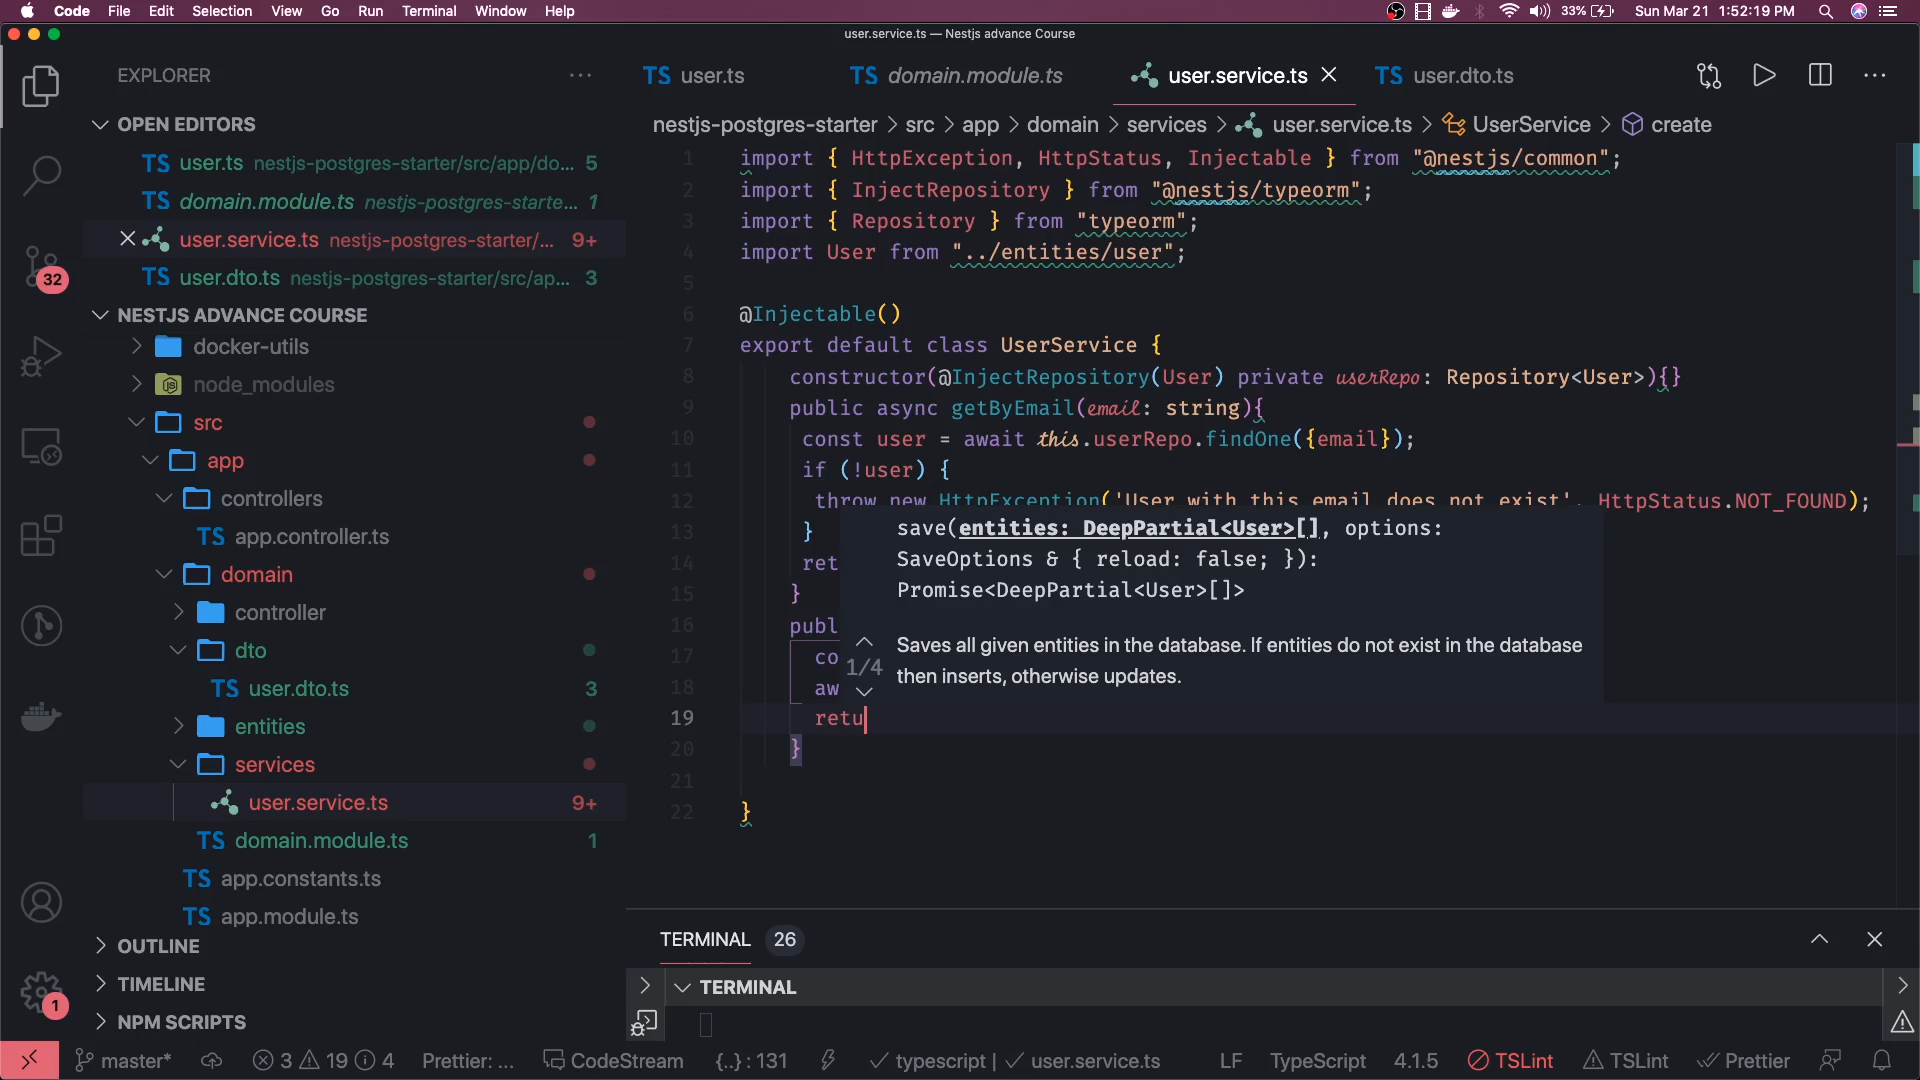 Code File Edit Selection View Go Run Terminal Window Help 33% Sun Mar 21 1:52:19 PM
user.service.ts — Nestjs advance Course
EXPLORER
OPEN EDITORS
TS user.ts nestjs-postgres-starter/src/app/do... 5
TS domain.module.ts nestjs-postgres-starte... 1
user.service.ts nestjs-postgres-starter/... 9+
TS user.dto.ts nestjs-postgres-starter/src/ap... 3
NESTJS ADVANCE COURSE
docker-utils
node_modules
src
app
controllers
TS app.controller.ts
domain
controller
dto
TS user.dto.ts 3
entities
services
user.service.ts 9+
TS domain.module.ts 1
TS app.constants.ts
TS app.module.ts
OUTLINE
TIMELINE
NPM SCRIPTS
32
1
TS user.ts TS domain.module.ts user.service.ts TS user.dto.ts
nestjs-postgres-starter > src > app > domain > services > user.service.ts > UserService > create
1 import { HttpException, HttpStatus, Injectable } from "@nestjs/common";
2 import { InjectRepository } from "@nestjs/typeorm";
3 import { Repository } from "typeorm";
4 import User from "../entities/user";
5
6 @Injectable()
7 export default class UserService {
8 constructor(@InjectRepository(User) private userRepo: Repository<User>){}
9 public async getByEmail(email: string){
10 const user = await this.userRepo.findOne({email});
11 if (!user) {
12 throw new HttpException('User with this email does not exist', HttpStatus.NOT_FOUND);
13 }
14 ret
15 }
16 publ
17 co
18 aw
19 retu
20 }
21
22 }
save(entities: DeepPartial<User>[], options:
SaveOptions & { reload: false; }):
Promise<DeepPartial<User>[]>
1/4
Saves all given entities in the database. If entities do not exist in the database
then inserts, otherwise updates.
TERMINAL 26
TERMINAL
master* 3 19 4 Prettier: ... CodeStream {..} : 131 typescript | user.service.ts LF TypeScript 4.1.5 TSLint TSLint Prettier